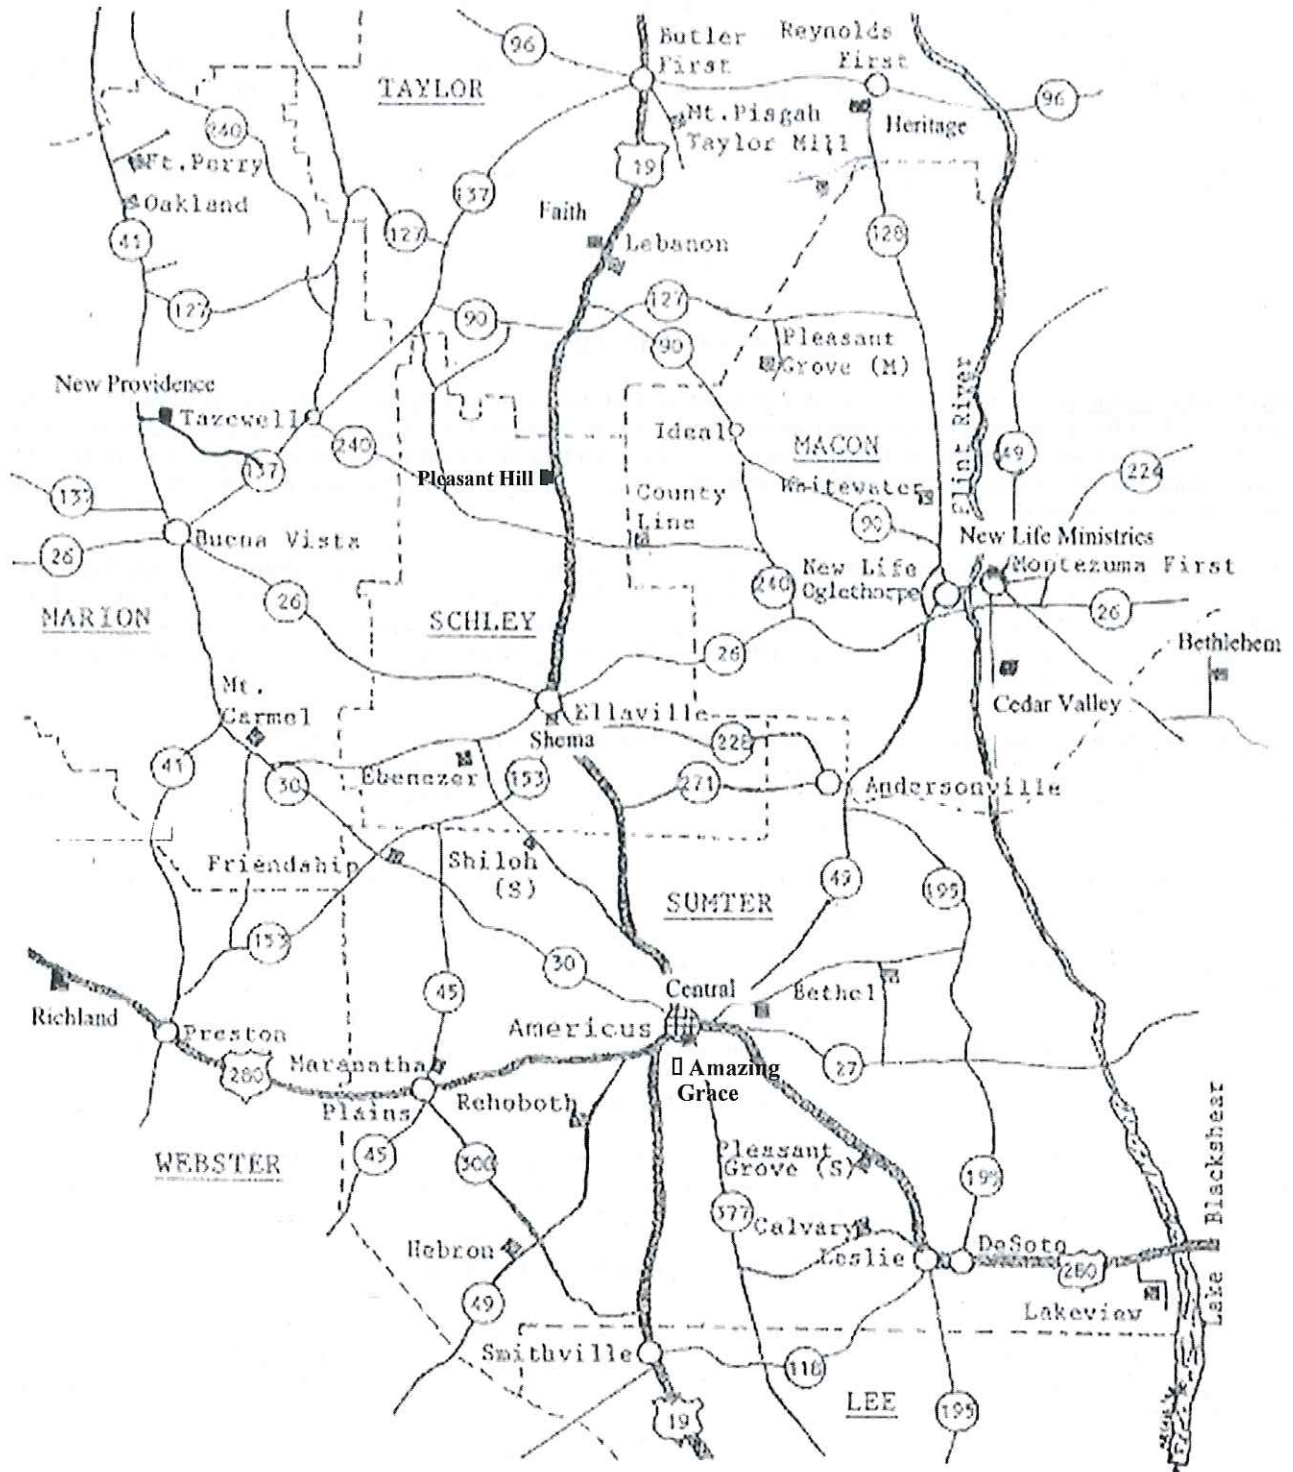 Butler
First
Reynolds
First
96
TAYLOR
96
Mt.Pisgah
Taylor Mill
Heritage
240
Ft.Perry
19
Oakland
137
Faith
41
127
128
Lebanon
127
127
90
90
Pleasant
Grove (M)
New Providence
Tazewell
Ideal
MACON
Flint River
240
137
49
224
Pleasant Hill
County
Line
Whitewater
137
90
Buena Vista
26
New Life Ministries
Montezuma First
New Life
Oglethorpe
240
26
26
MARION
SCHLEY
Bethlehem
26
Cedar Valley
Mt.
Carmel
Ellaville
Shema
228
41
30
Ebenezer
153
271
Andersonville
Friendship
Shiloh
(S)
49
195
SUMTER
153
30
45
Central
Bethel
Richland
Americus
Preston
Maranatha
280
27
Amazing
Grace
Plains
Rehoboth
45
300
WEBSTER
Pleasant
Grove (S)
195
377
Calvary
Hebron
Leslie
DeSoto
280
Lake Blackshear
49
Lakeview
Smithville
118
LEE
19
195